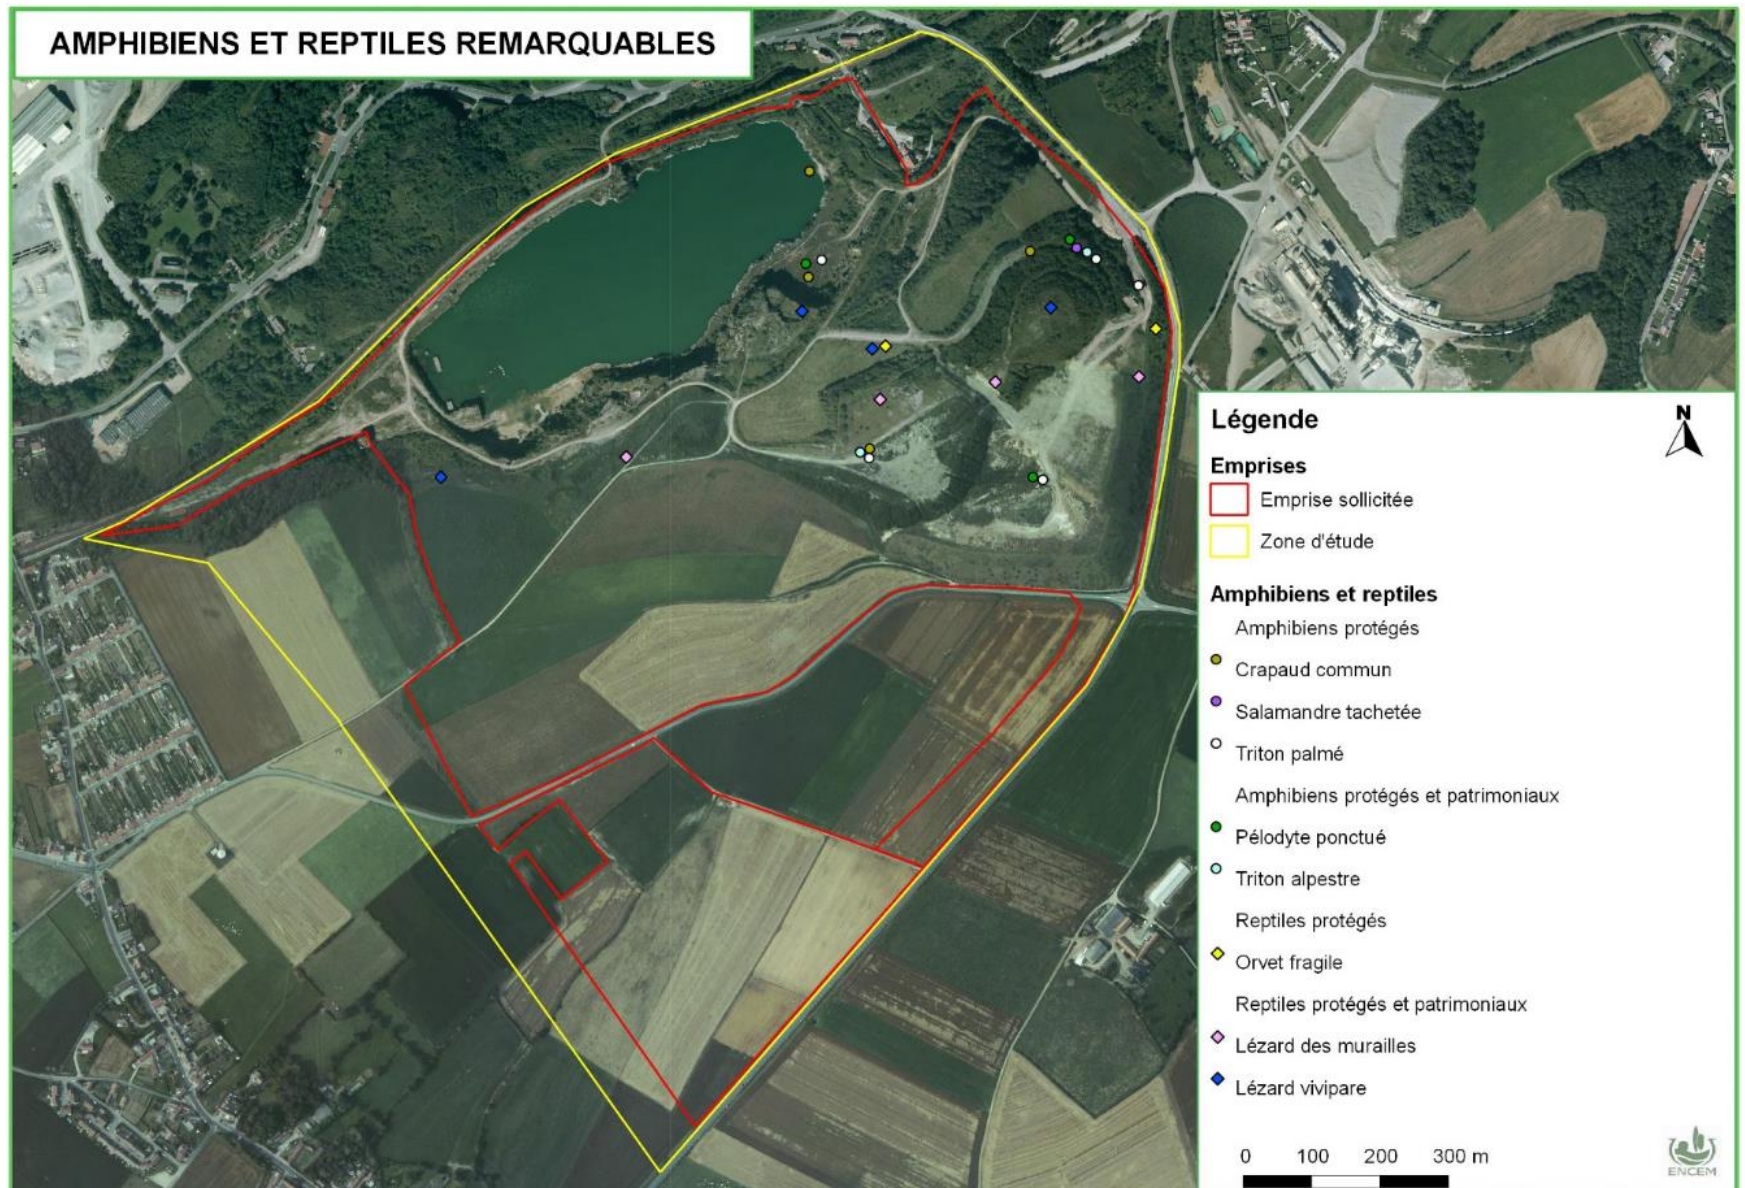 AMPHIBIENS ET REPTILES REMARQUABLES
Légende
N
Emprises
Emprise sollicitée
Zone d'étude
Amphibiens et reptiles
Amphibiens protégés
Crapaud commun
Salamandre tachetée
Triton palmé
Amphibiens protégés et patrimoniaux
Pélodyte ponctué
Triton alpestre
Reptiles protégés
Orvet fragile
Reptiles protégés et patrimoniaux
Lézard des murailles
Lézard vivipare
0 100 200 300 m
ENCEM